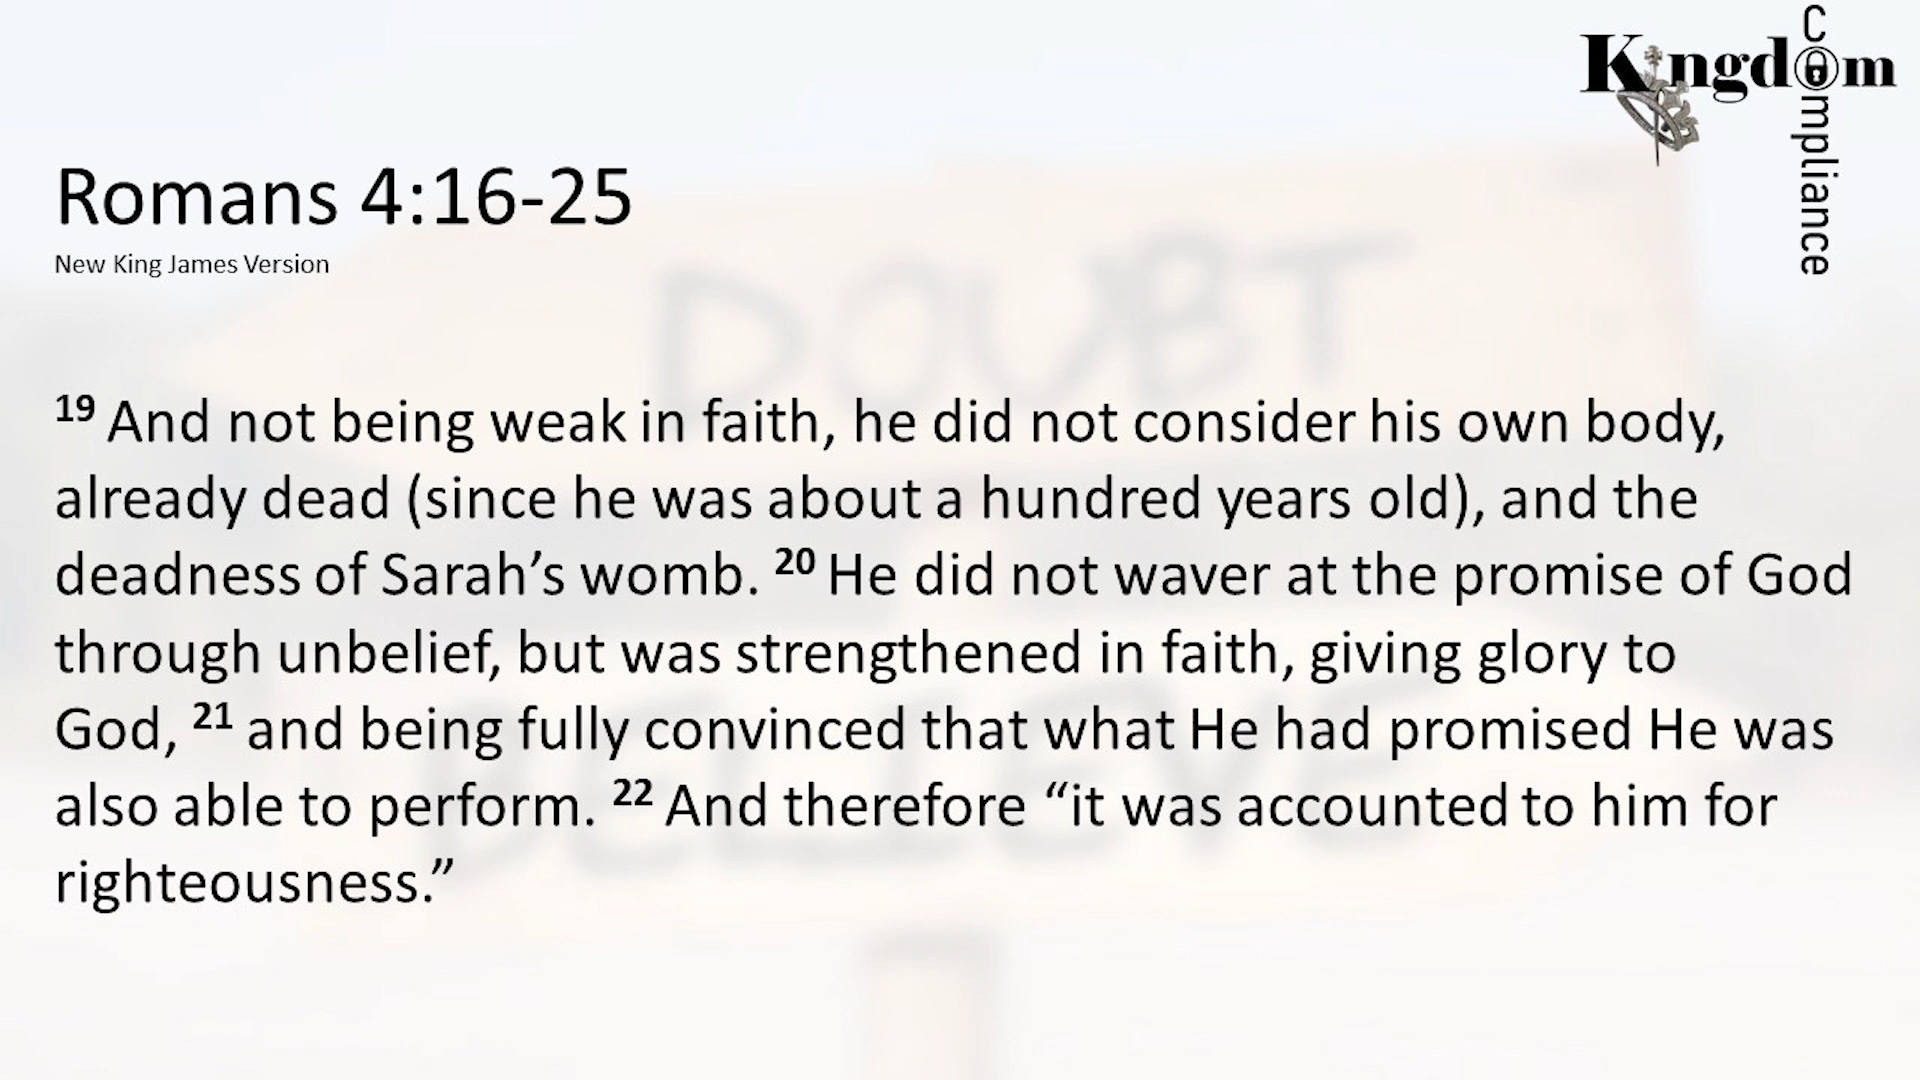 Kingdom
Compliance
Romans 4:16-25
New King James Version
DOUBT
19 And not being weak in faith, he did not consider his own body,
already dead (since he was about a hundred years old), and the
deadness of Sarah’s womb. 20 He did not waver at the promise of God
through unbelief, but was strengthened in faith, giving glory to
God, 21 and being fully convinced that what He had promised He was
also able to perform. 22 And therefore “it was accounted to him for
righteousness.”
BELIEVE